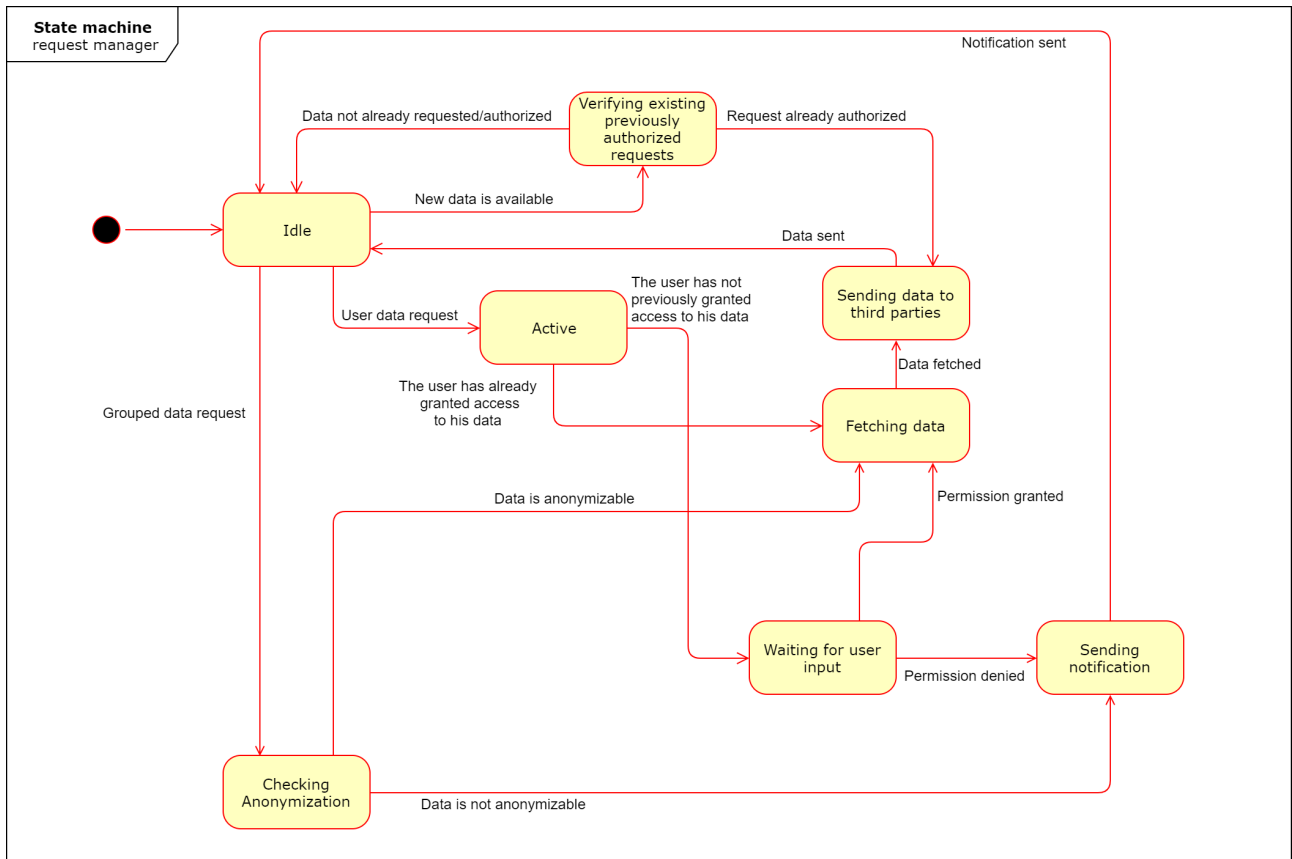 State machine
request manager
Notification sent
Data not already requested/authorized
Verifying existing
previously
authorized
requests
Request already authorized
New data is available
Idle
Data sent
The user has not
previously granted
access to his data
Sending data to
third parties
User data request
Active
Data fetched
The user has already
granted access
to his data
Grouped data request
Fetching data
Data is anonymizable
Permission granted
Waiting for user
input
Permission denied
Sending
notification
Checking
Anonymization
Data is not anonymizable